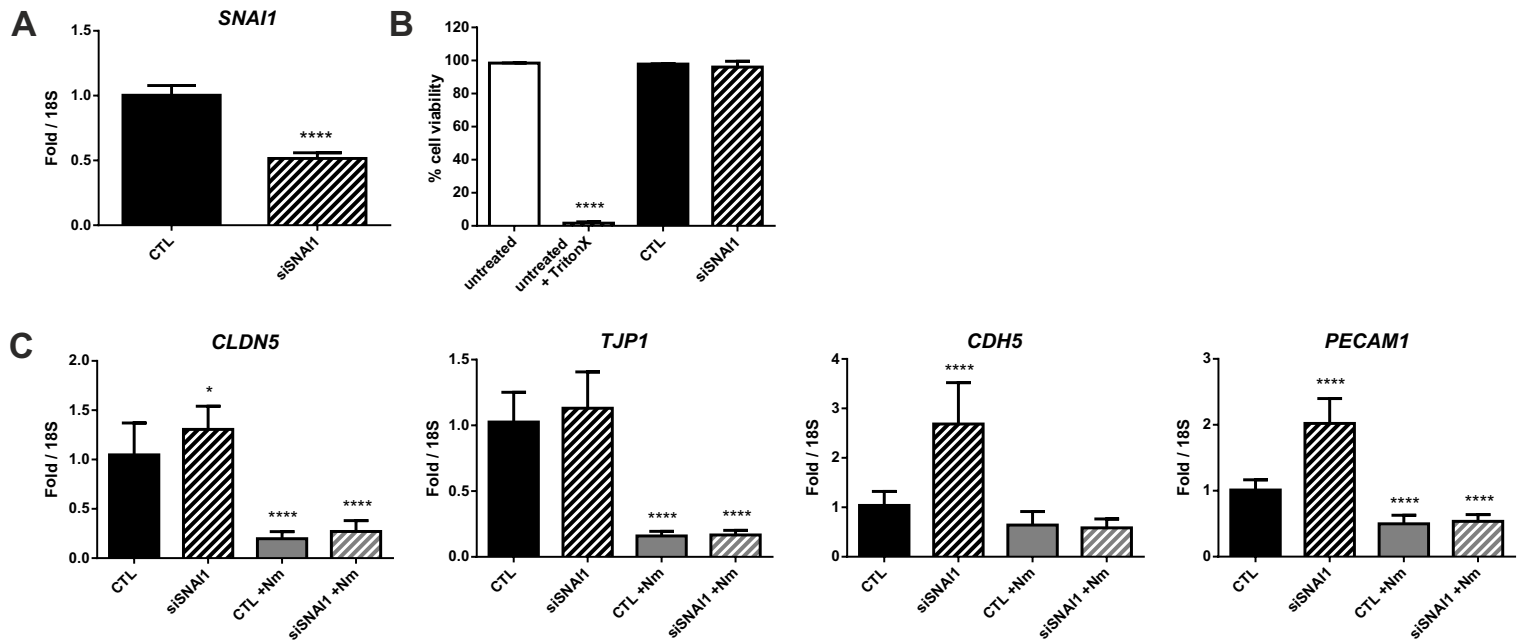 A
SNAI1
Fold / 18S
1.5
1.0
0.5
0.0
****
CTL
siSNAI1
B
% cell viability
120
100
80
60
40
20
0
****
untreated
untreated
+ TritonX
CTL
siSNAI1
C
CLDN5
Fold / 18S
2.0
1.5
1.0
0.5
0.0
*
****
****
CTL
siSNAI1
CTL +Nm
siSNAI1 +Nm
TJP1
Fold / 18S
1.5
1.0
0.5
0.0
****
****
CTL
siSNAI1
CTL +Nm
siSNAI1 +Nm
CDH5
Fold / 18S
4
3
2
1
0
****
CTL
siSNAI1
CTL +Nm
siSNAI1 +Nm
PECAM1
Fold / 18S
3
2
1
0
****
****
****
CTL
siSNAI1
CTL +Nm
siSNAI1 +Nm